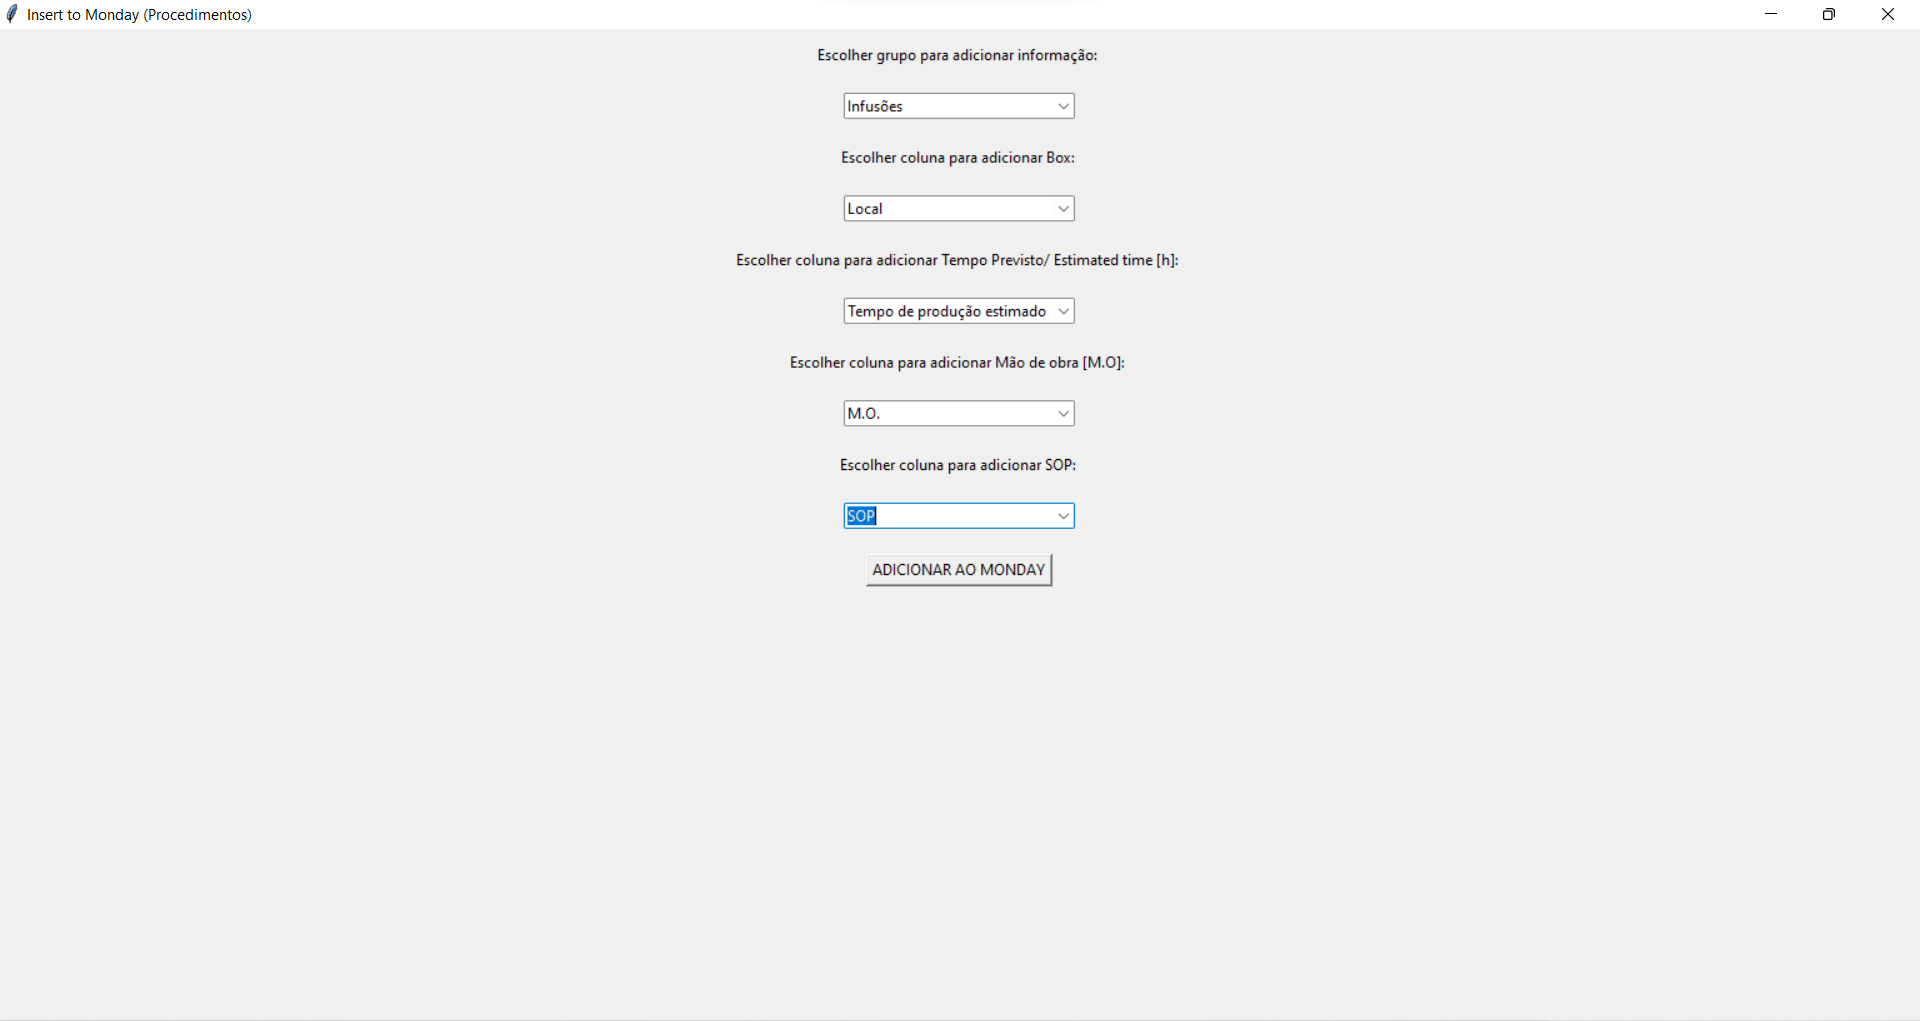 Insert to Monday (Procedimentos)
Escolher grupo para adicionar informação:
Infusões
Escolher coluna para adicionar Box:
Local
Escolher coluna para adicionar Tempo Previsto/ Estimated time [h]:
Tempo de produção estimado
Escolher coluna para adicionar Mão de obra [M.O]:
M.O.
Escolher coluna para adicionar SOP:
SOP
ADICIONAR AO MONDAY